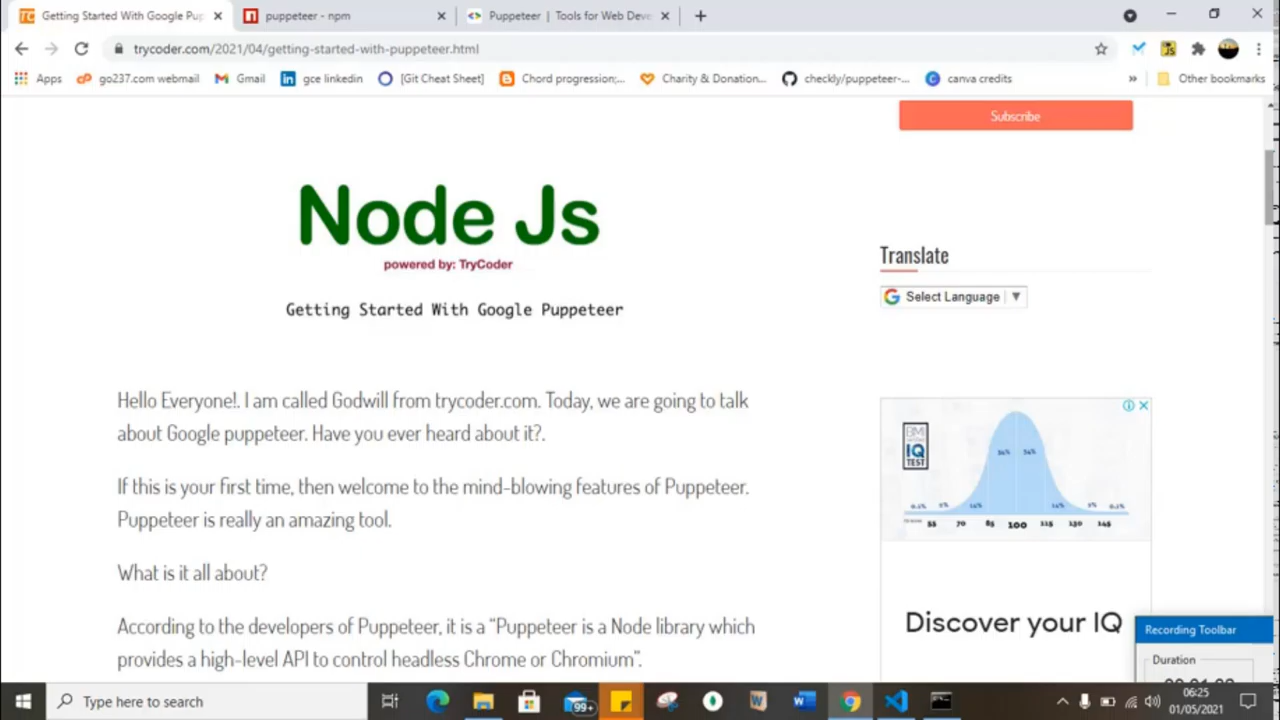 Getting Started With Google Pup
puppeteer - npm
Puppeteer | Tools for Web Deve
trycoder.com/2021/04/getting-started-with-puppeteer.html
Apps
go237.com webmail
Gmail
gce linkedin
[Git Cheat Sheet]
Chord progression;...
Charity & Donation...
checkly/puppeteer-...
canva credits
»
Other bookmarks
Subscribe
Node Js
powered by: TryCoder
Getting Started With Google Puppeteer
Translate
Select Language
Hello Everyone!. I am called Godwill from trycoder.com. Today, we are going to talk
about Google puppeteer. Have you ever heard about it?.
If this is your first time, then welcome to the mind-blowing features of Puppeteer.
Puppeteer is really an amazing tool.
What is it all about?
According to the developers of Puppeteer, it is a “Puppeteer is a Node library which
provides a high-level API to control headless Chrome or Chromium”.
BMI
IQ
TEST
34% 34%
55 70 85 100 115 130 145
Discover your IQ
Recording Toolbar
Duration
Type here to search
99+
06:25
01/05/2021